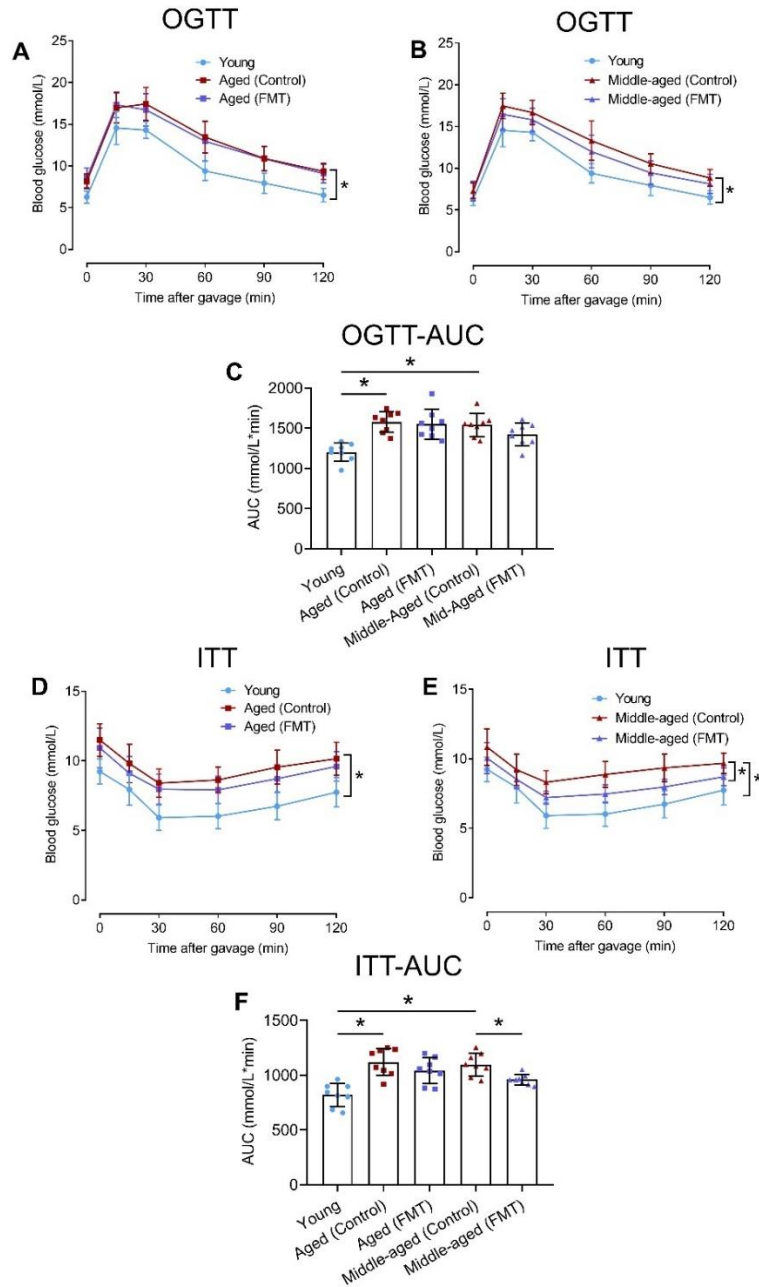 OGTT
A
Young
Aged (Control)
Aged (FMT)
Blood glucose (mmol/L)
25
20
15
10
5
0
*
0 30 60 90 120
Time after gavage (min)
OGTT
B
Young
Middle-aged (Control)
Middle-aged (FMT)
Blood glucose (mmol/L)
25
20
15
10
5
0
*
0 30 60 90 120
Time after gavage (min)
OGTT-AUC
C
*
*
AUC (mmol/L*min)
2000
1500
1000
500
0
Young
Aged (Control)
Aged (FMT)
Middle-Aged (Control)
Mid-Aged (FMT)
ITT
D
Young
Aged (Control)
Aged (FMT)
Blood glucose (mmol/L)
15
10
5
0
*
0 30 60 90 120
Time after gavage (min)
ITT
E
Young
Middle-aged (Control)
Middle-aged (FMT)
Blood glucose (mmol/L)
15
10
5
0
* *
0 30 60 90 120
Time after gavage (min)
ITT-AUC
F
*
* *
AUC (mmol/L*min)
1500
1000
500
0
Young
Aged (Control)
Aged (FMT)
Middle-aged (Control)
Middle-aged (FMT)